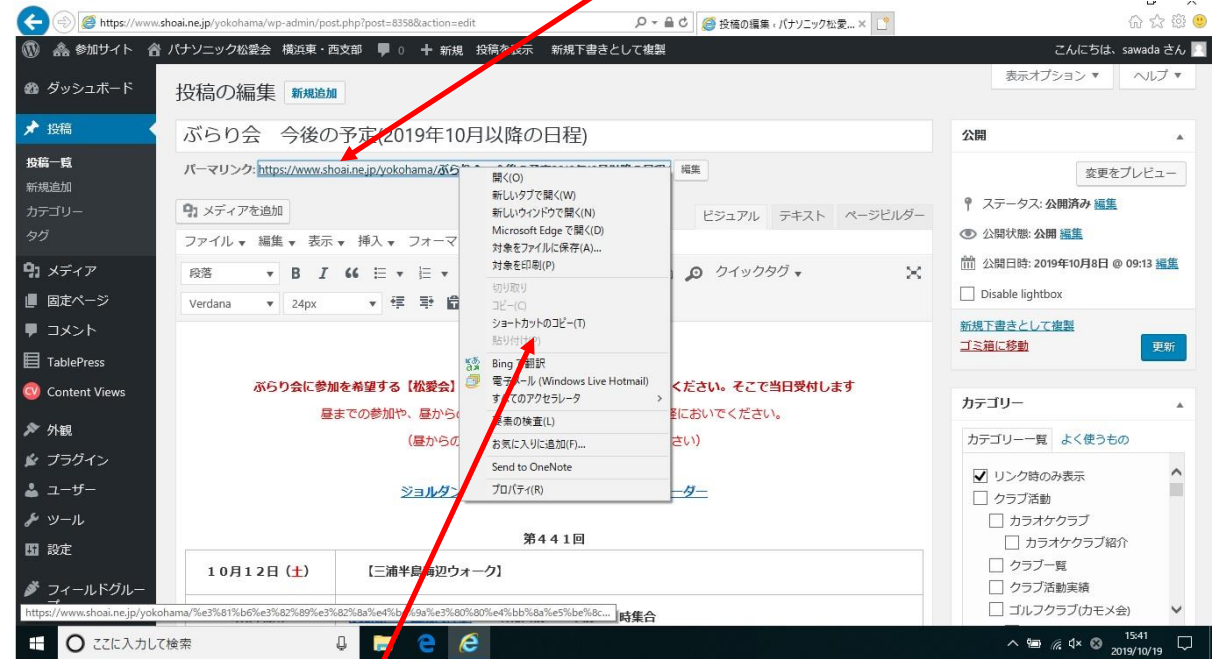 https://www.shoai.ne.jp/yokohama/wp-admin/post.php?post=8358&action=edit
投稿の編集 ‹ パナソニック松愛...
参加サイト パナソニック松愛会 横浜東・西支部 0 新規 投稿を表示 新規下書きとして複製
こんにちは、sawada さん
表示オプション ヘルプ
ダッシュボード
投稿
投稿一覧
新規追加
カテゴリー
タグ
メディア
固定ページ
コメント
TablePress
Content Views
外観
プラグイン
ユーザー
ツール
設定
フィールドグルー
投稿の編集 新規追加
ぶらり会 今後の予定(2019年10月以降の日程)
パーマリンク: https://www.shoai.ne.jp/yokohama/ぶら
編集
メディアを追加
ビジュアル テキスト ページビルダー
ファイル 編集 表示 挿入 フォーマ
段落 B I クイックタグ
Verdana 24px
開く(O)
新しいタブで開く(W)
新しいウィンドウで開く(N)
Microsoft Edge で開く(D)
対象をファイルに保存(A)...
対象を印刷(P)
切り取り
コピー(C)
ショートカットのコピー(T)
貼り付け(P)
Bing で翻訳
電子メール (Windows Live Hotmail)
すべてのアクセラレータ
要素の検査(L)
お気に入りに追加(F)...
Send to OneNote
プロパティ(R)
ぶらり会に参加を希望する【松愛会】 ください。そこで当日受付します
昼までの参加や、昼から においでください。
(昼からの さい)
ジョルダン ーダー
第441回
10月12日(土) 【三浦半島海辺ウォーク】
時集合
公開
変更をプレビュー
ステータス: 公開済み 編集
公開状態: 公開 編集
公開日時: 2019年10月8日 @ 09:13 編集
Disable lightbox
新規下書きとして複製
ゴミ箱に移動 更新
カテゴリー
カテゴリー一覧 よく使うもの
リンク時のみ表示
クラブ活動
カラオケクラブ
カラオケクラブ紹介
クラブ一覧
クラブ活動実績
ゴルフクラブ(カモメ会)
https://www.shoai.ne.jp/yokohama/%e3%81%b6%e3%82%89%e3%82%8a%e4%bc%9a%e3%80%80%e4%bb%8a%e5%be%8c...
ここに入力して検索
15:41
2019/10/19